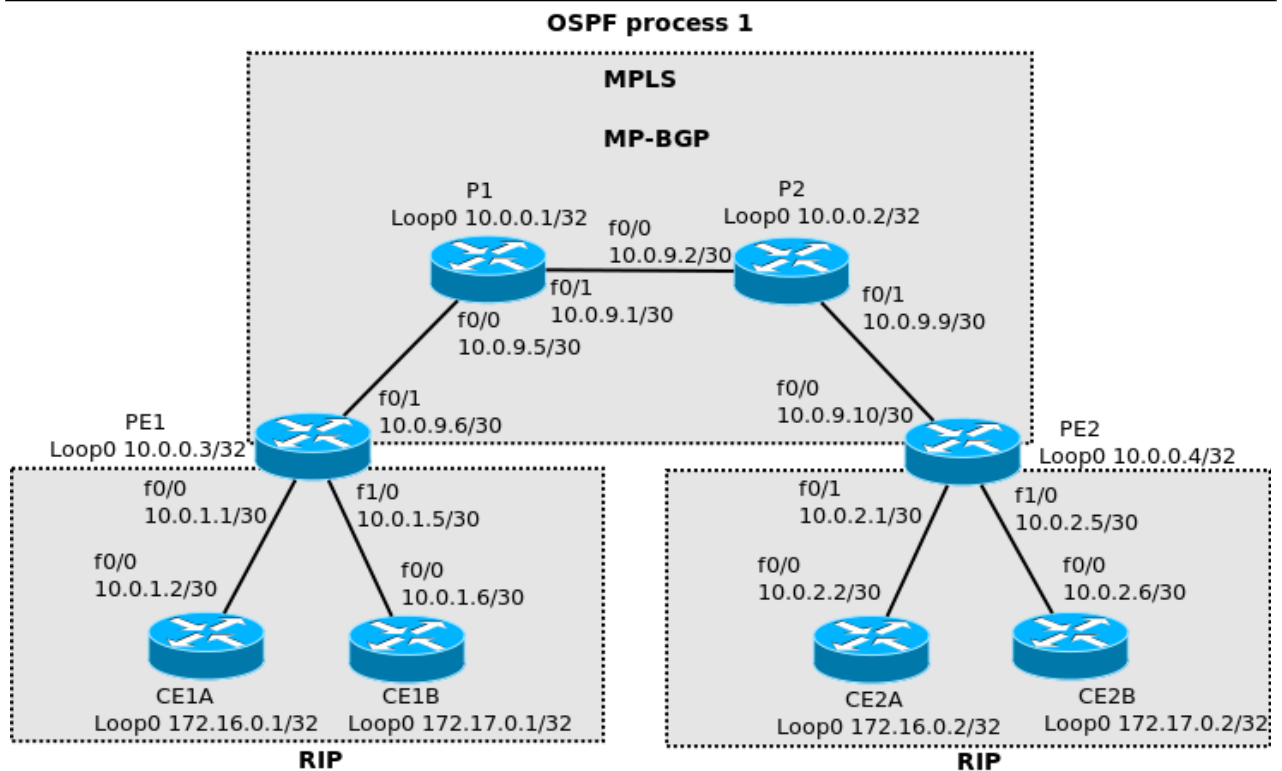 OSPF process 1
MPLS
MP-BGP
P1
Loop0 10.0.0.1/32
P2
Loop0 10.0.0.2/32
f0/0
10.0.9.2/30
f0/1
10.0.9.1/30
f0/0
10.0.9.5/30
f0/1
10.0.9.9/30
f0/1
10.0.9.6/30
f0/0
10.0.9.10/30
PE1
Loop0 10.0.0.3/32
PE2
Loop0 10.0.0.4/32
f0/0
10.0.1.1/30
f1/0
10.0.1.5/30
f0/0
10.0.1.2/30
f0/0
10.0.1.6/30
CE1A
Loop0 172.16.0.1/32
CE1B
Loop0 172.17.0.1/32
RIP
f0/1
10.0.2.1/30
f1/0
10.0.2.5/30
f0/0
10.0.2.2/30
f0/0
10.0.2.6/30
CE2A
Loop0 172.16.0.2/32
CE2B
Loop0 172.17.0.2/32
RIP